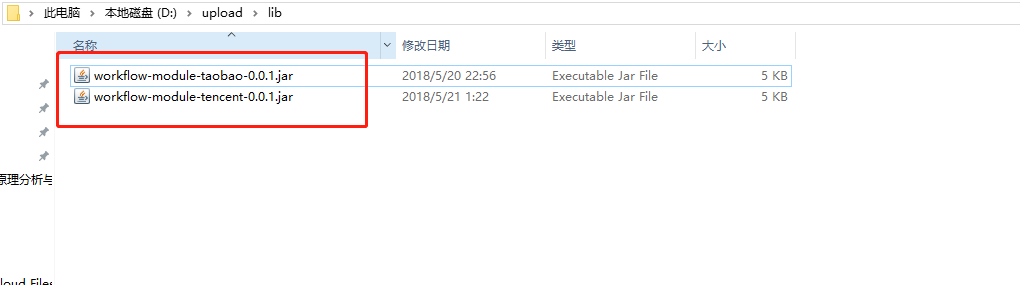 此电脑 › 本地磁盘 (D:) › upload › lib
名称 修改日期 类型 大小
workflow-module-taobao-0.0.1.jar 2018/5/20 22:56 Executable Jar File 5 KB
workflow-module-tencent-0.0.1.jar 2018/5/21 1:22 Executable Jar File 5 KB
原理分析与
loud Files